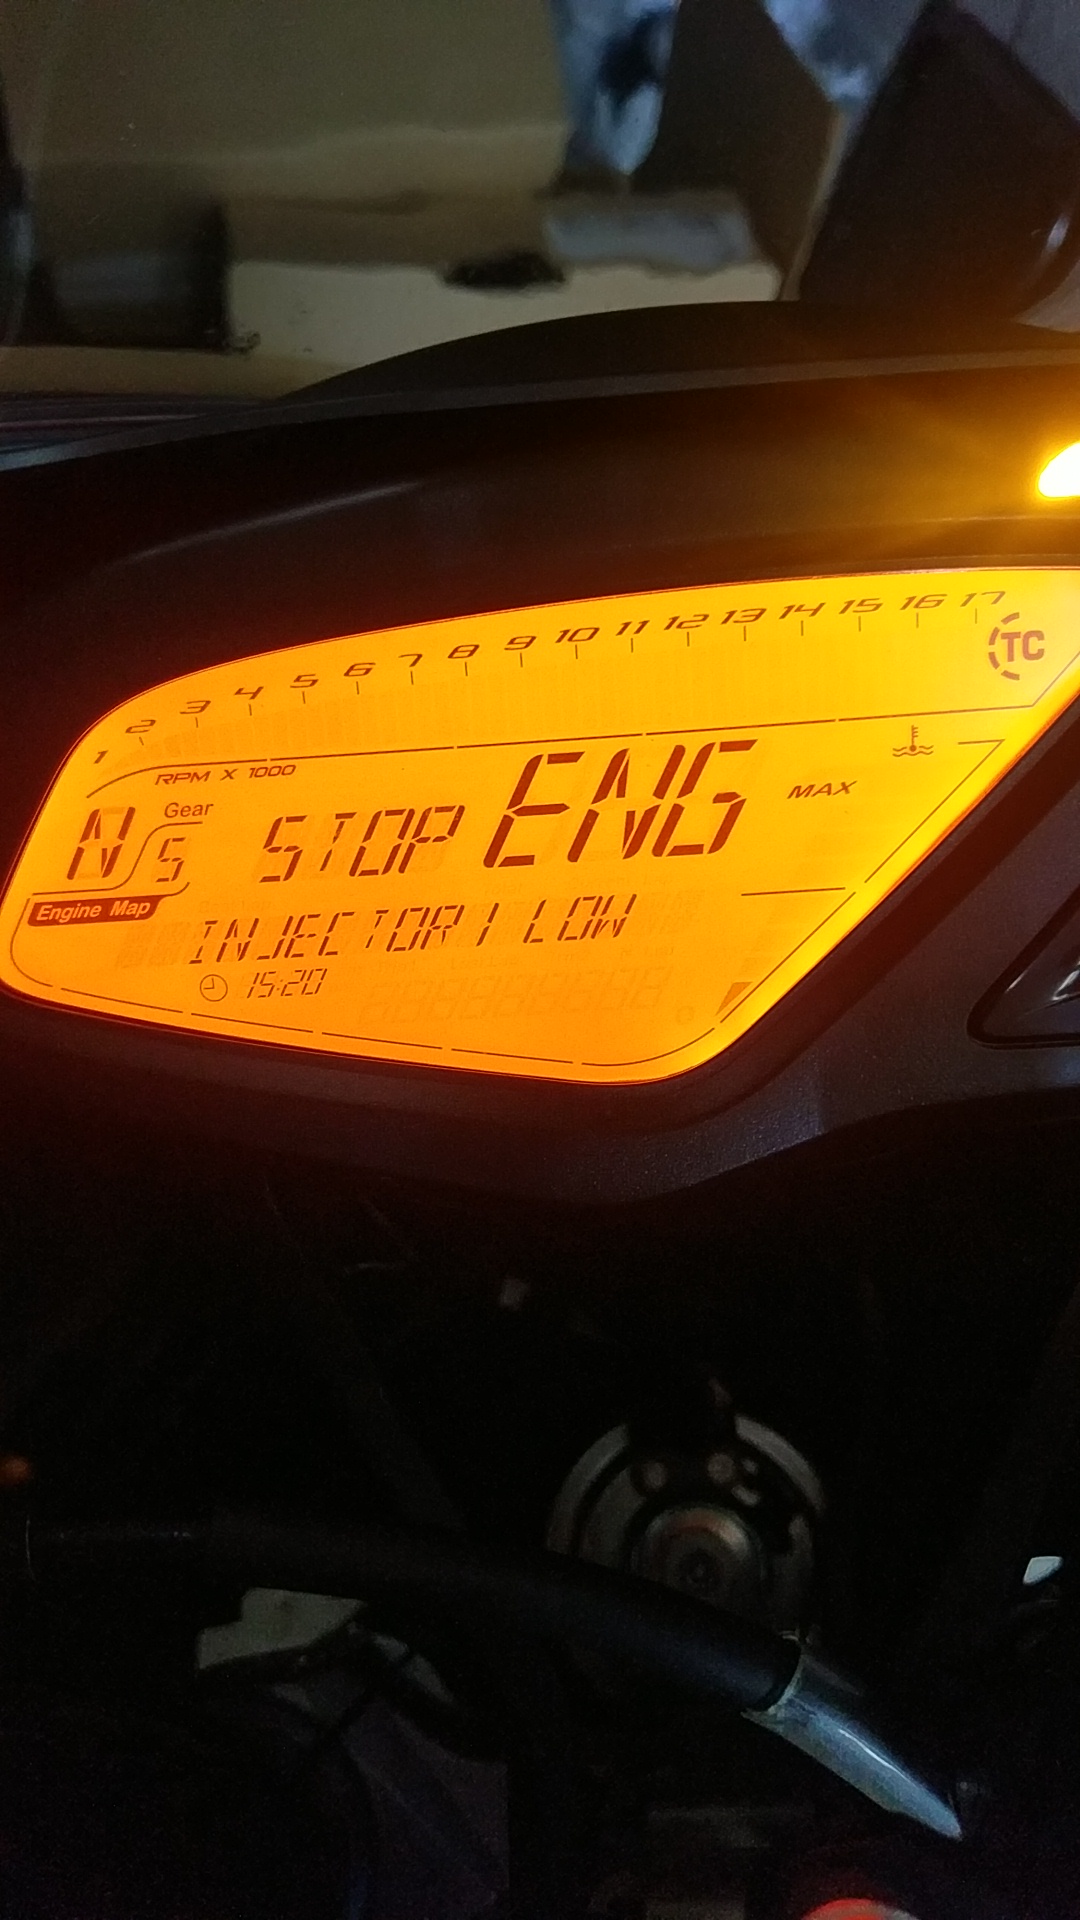 1 2 3 4 5 6 7 8 9 10 11 12 13 14 15 16 17
TC
RPM X 1000
Gear
MAX
N S STOP ENG
Engine Map
INJECTOR 1 LOW
15:20